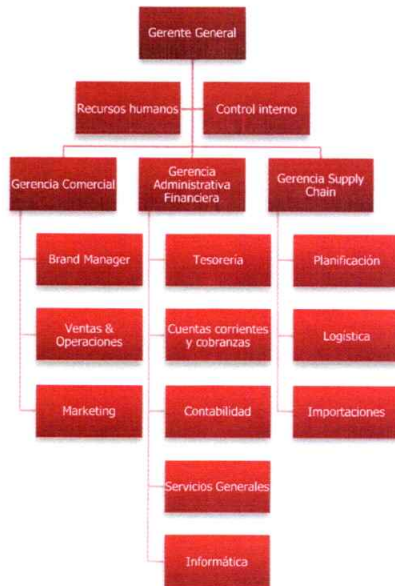 Gerente General
Recursos humanos
Control interno
Gerencia Comercial
Gerencia
Administrativa
Financiera
Gerencia Supply
Chain
Brand Manager
Ventas &
Operaciones
Marketing
Tesorería
Cuentas corrientes
y cobranzas
Contabilidad
Servicios Generales
Informática
Planificación
Logística
Importaciones